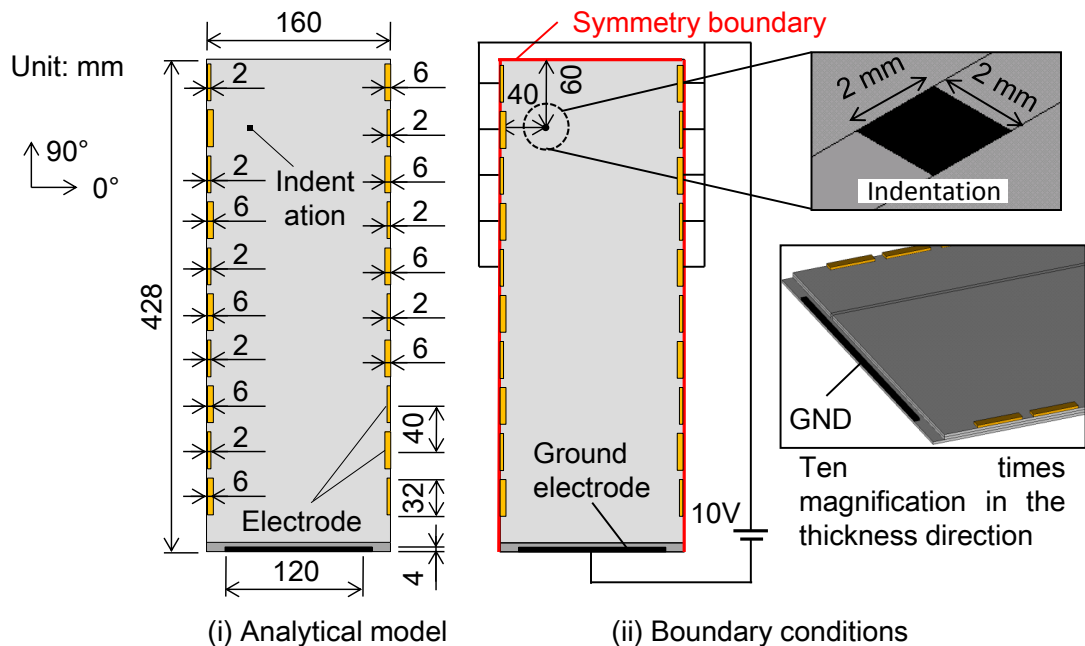 160
Symmetry boundary
Unit: mm
2
6
90°
0°
2
2
6
6
2
2
6
6
2
2
6
6
2
428
Indent
ation
40
32
Electrode
120
4
40
60
2 mm
2 mm
Indentation
GND
Ground
electrode
10V
Ten times
magnification in the
thickness direction
(i) Analytical model
(ii) Boundary conditions